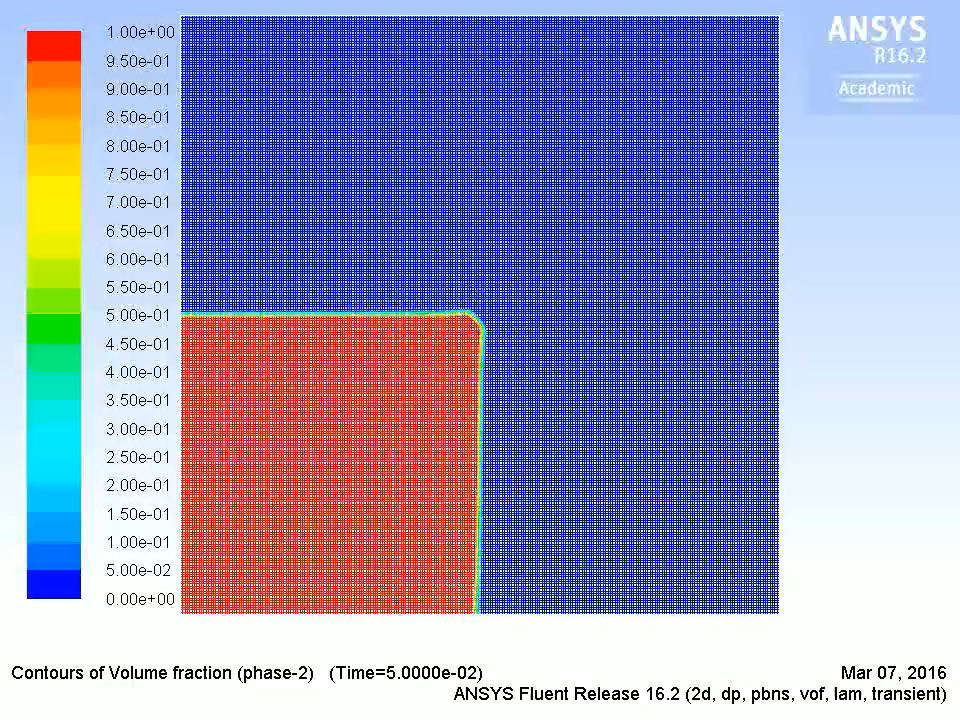 1.00e+00
9.50e-01
9.00e-01
8.50e-01
8.00e-01
7.50e-01
7.00e-01
6.50e-01
6.00e-01
5.50e-01
5.00e-01
4.50e-01
4.00e-01
3.50e-01
3.00e-01
2.50e-01
2.00e-01
1.50e-01
1.00e-01
5.00e-02
0.00e+00
ANSYS
R16.2
Academic
Contours of Volume fraction (phase-2) (Time=5.0000e-02)
Mar 07, 2016
ANSYS Fluent Release 16.2 (2d, dp, pbns, vof, lam, transient)